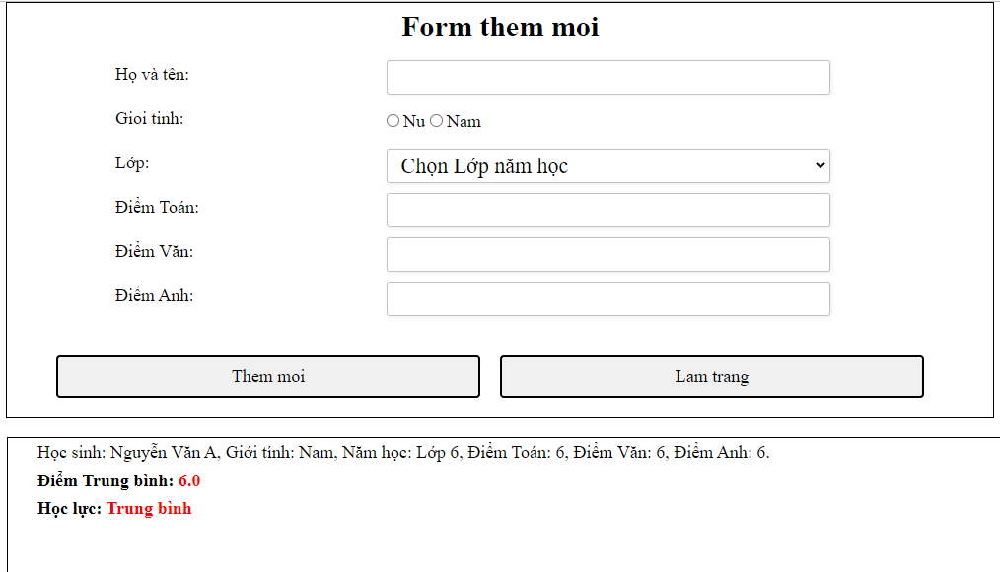 Form them moi
Họ và tên:
Gioi tinh:
Nu Nam
Lớp:
Chọn Lớp năm học
Điểm Toán:
Điểm Văn:
Điểm Anh:
Them moi
Lam trang
Học sinh: Nguyễn Văn A, Giới tính: Nam, Năm học: Lớp 6, Điểm Toán: 6, Điểm Văn: 6, Điểm Anh: 6.
Điểm Trung bình: 6.0
Học lực: Trung bình